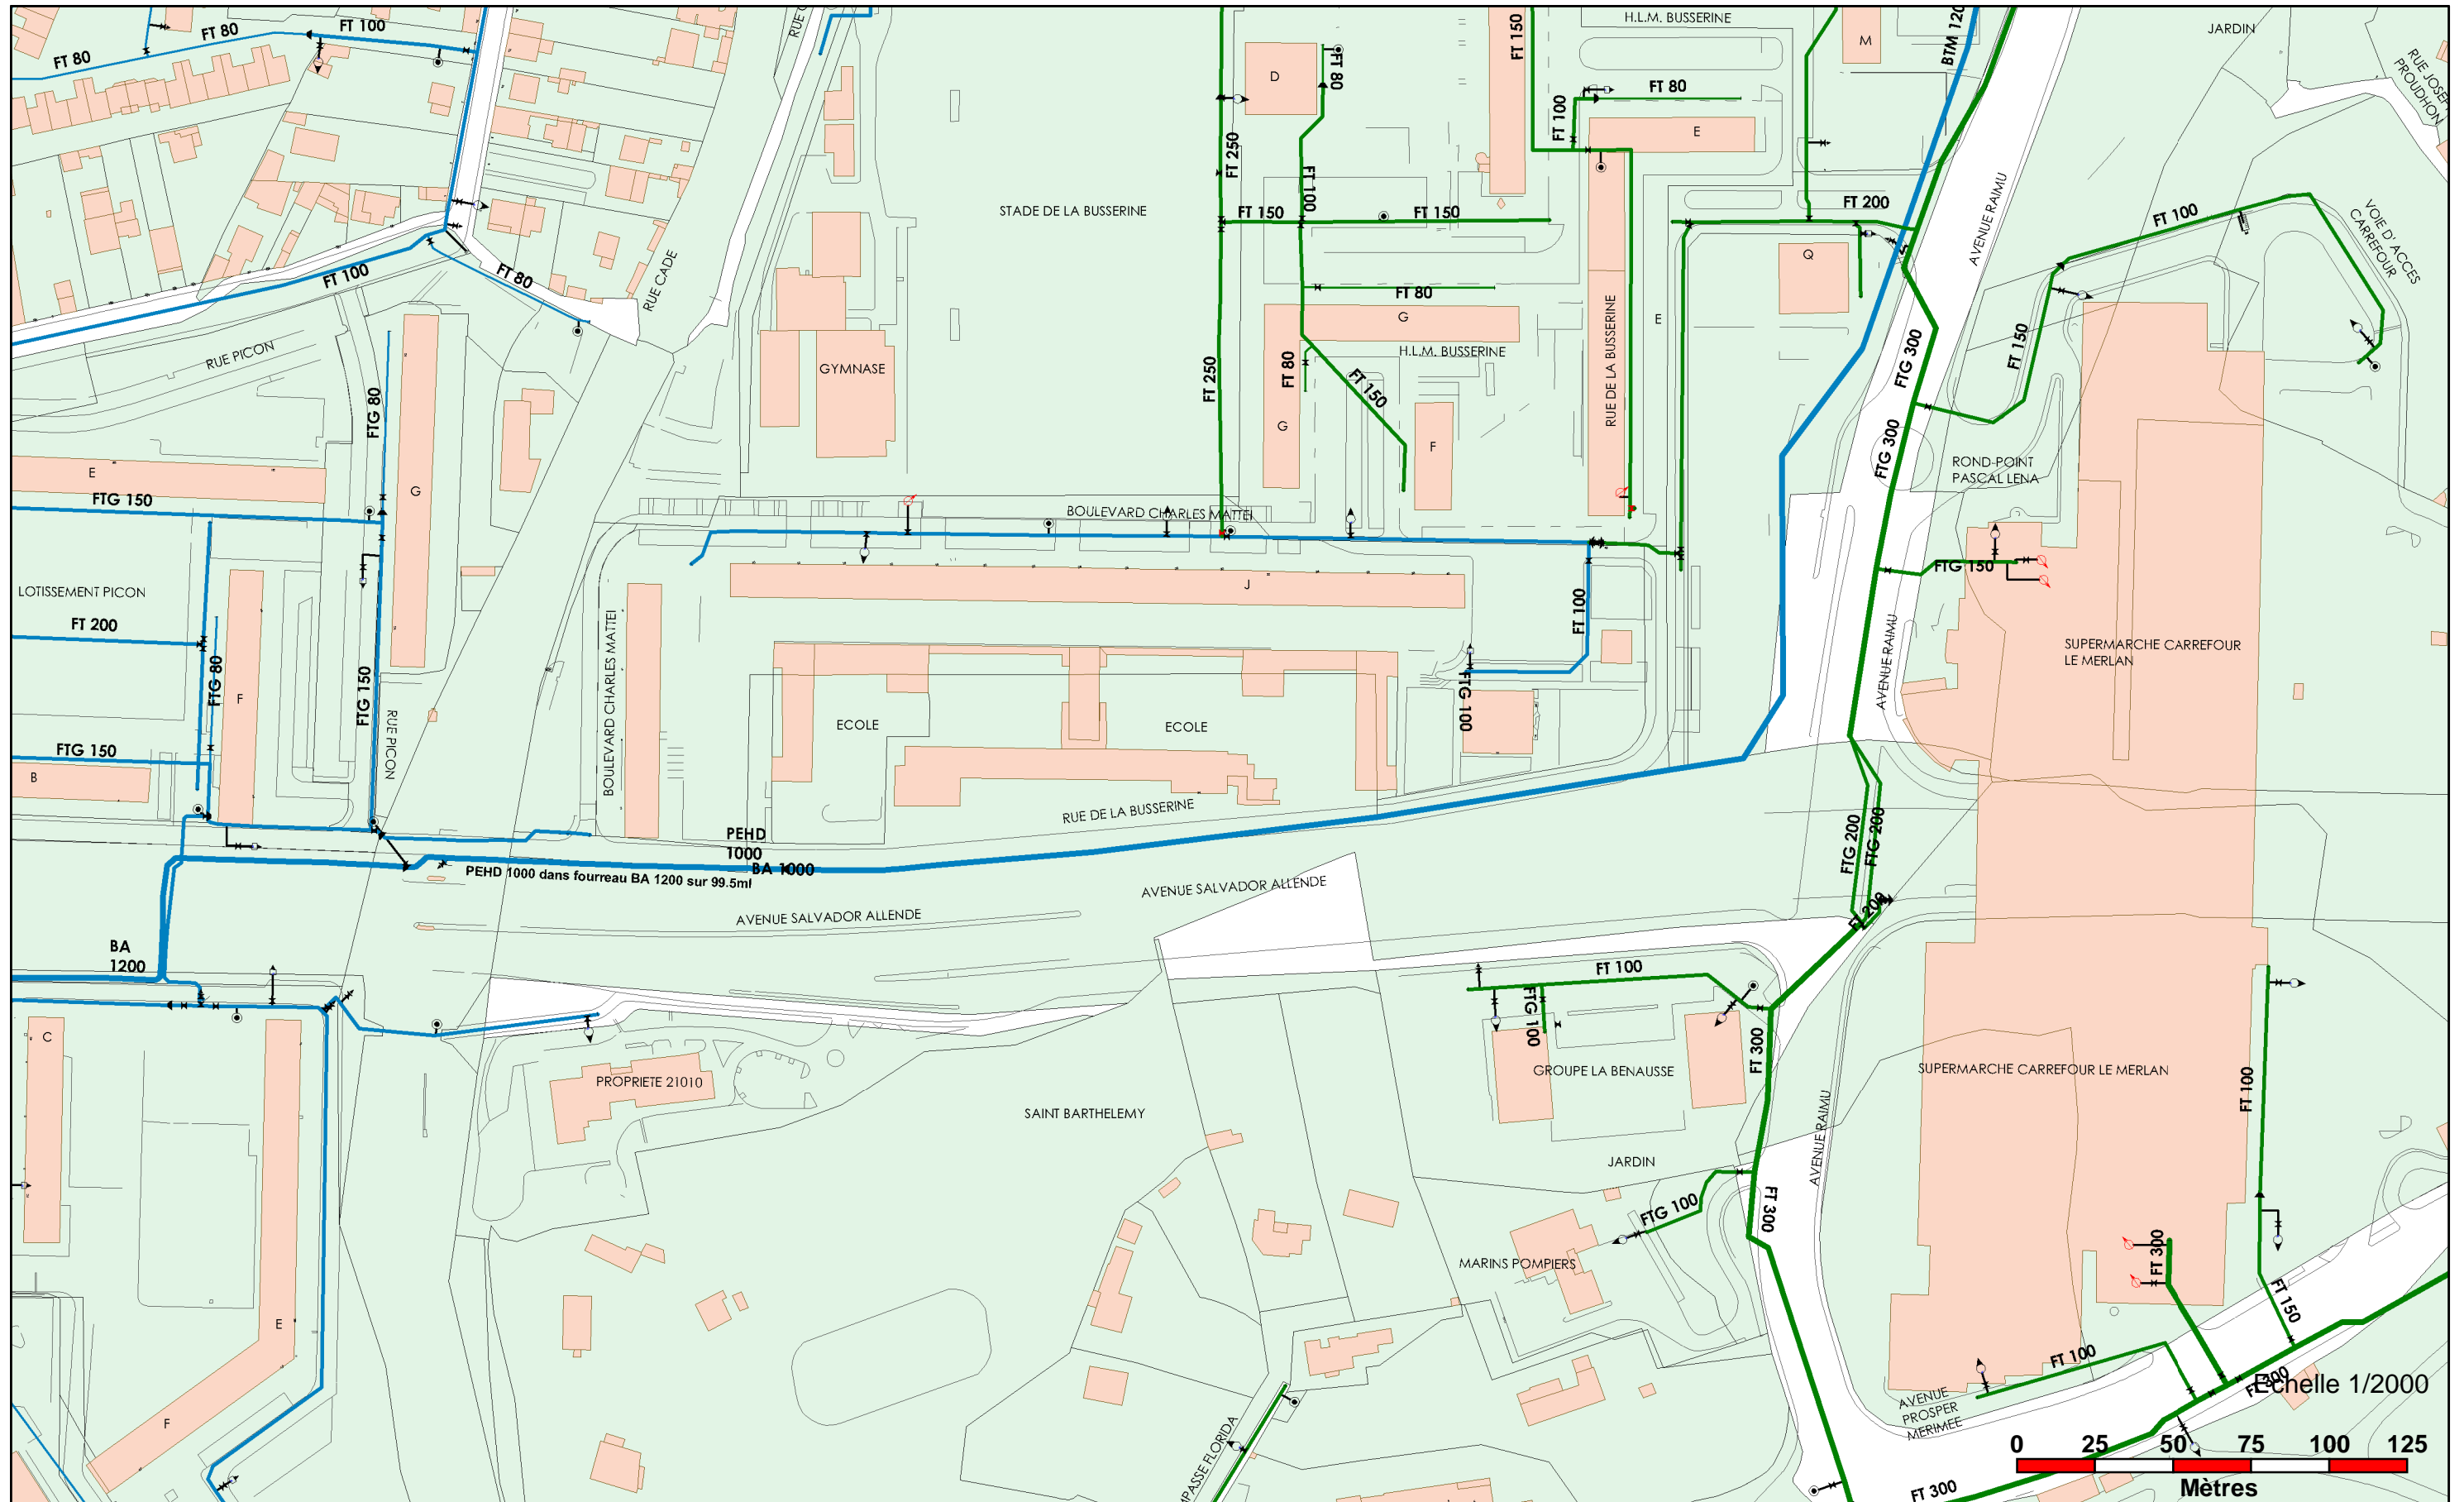 FT 80
FT 80
FT 100
FT 150
H.L.M. BUSSERINE
M
BTM 120
JARDIN
RUE JOSEPH
PROUDHON
D
FT 80
FT 100
FT 80
E
FT 250
FT 100
STADE DE LA BUSSERINE
FT 150
FT 150
FT 200
AVENUE RAIMU
FT 100
VOIE D' ACCES
CARREFOUR
Q
FT 100
FT 80
RUE CADE
RUE PICON
GYMNASE
FT 80
G
H.L.M. BUSSERINE
RUE DE LA BUSSERINE
E
FTG 300
FT 150
FTG 80
FT 250
FT 80
FT 150
G
F
FTG 300
ROND-POINT
PASCAL LENA
E
FTG 150
G
BOULEVARD CHARLES MATTEI
FTG 150
LOTISSEMENT PICON
FT 200
J
FT 100
BOULEVARD CHARLES MATTEI
SUPERMARCHE CARREFOUR
LE MERLAN
AVENUE RAIMU
FTG 80
F
FTG 150
RUE PICON
FTG 100
ECOLE
ECOLE
FTG 150
B
RUE DE LA BUSSERINE
PEHD
1000
BA 1000
PEHD 1000 dans fourreau BA 1200 sur 99.5ml
FTG 200
FTG 200
AVENUE SALVADOR ALLENDE
AVENUE SALVADOR ALLENDE
FT 200
BA
1200
FT 100
FTG 100
C
FT 300
GROUPE LA BENAUSSE
SUPERMARCHE CARREFOUR LE MERLAN
FT 100
PROPRIETE 21010
SAINT BARTHELEMY
AVENUE RAIMU
JARDIN
FTG 100
FT 300
MARINS POMPIERS
FT 300
FT 150
E
FT 100
FT 300
Echelle 1/2000
F
AVENUE
PROSPER
MERIMEE
0 25 50 75 100 125
Mètres
FT 300